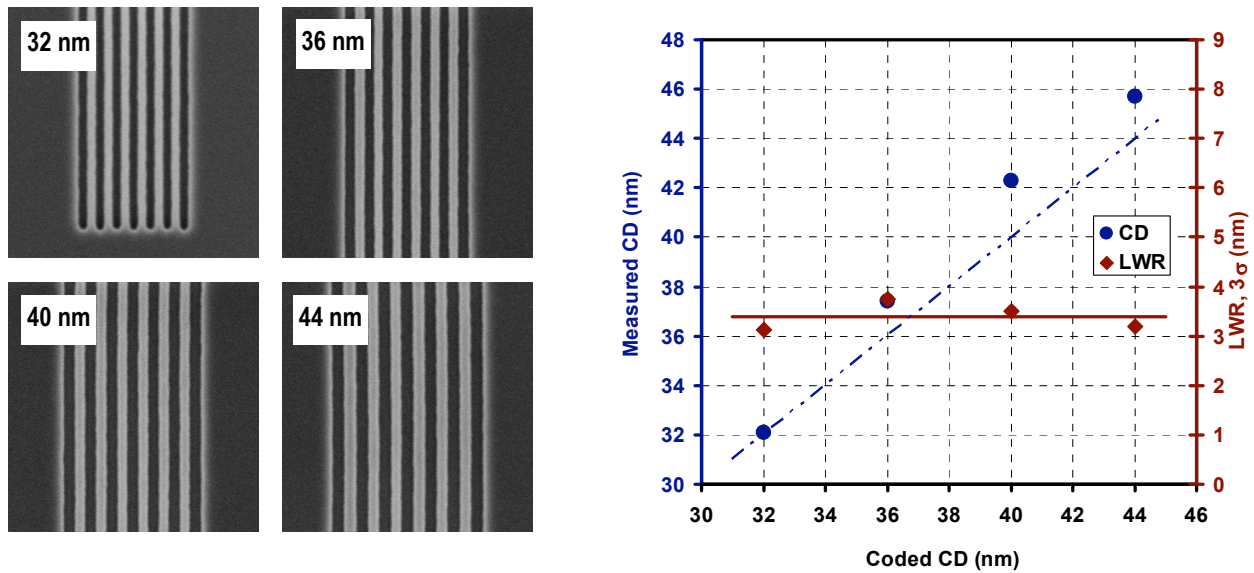 32 nm
36 nm
40 nm
44 nm
48
46
44
42
40
38
36
34
32
30
Measured CD (nm)
9
8
7
6
5
4
3
2
1
0
LWR, 3σ (nm)
CD
LWR
30 32 34 36 38 40 42 44 46
Coded CD (nm)